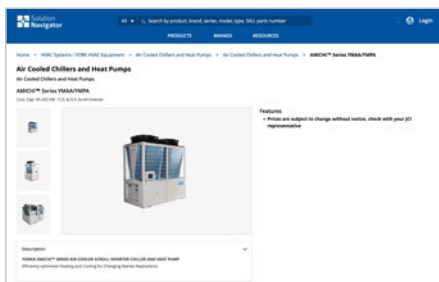 Solution
Navigator
All
Search by product, brand, series, model, type, SKU, parts number
Login
PRODUCTS BRANDS RESOURCES
Home > HVAC Systems / YORK HVAC Equipment > Air Cooled Chillers and Heat Pumps > Air Cooled Chillers and Heat Pumps > AMICHI™ Series YMAA/YMPA
Air Cooled Chillers and Heat Pumps
Air Cooled Chillers and Heat Pumps
AMICHI™ Series YMAA/YMPA
Features
• Prices are subject to change without notice, check with your JCI
representative
Description
YORK® AMICHI™ SERIES AIR-COOLED SCROLL INVERTER CHILLER AND HEAT PUMP
Efficiency-optimized Heating and Cooling for Changing Market Applications